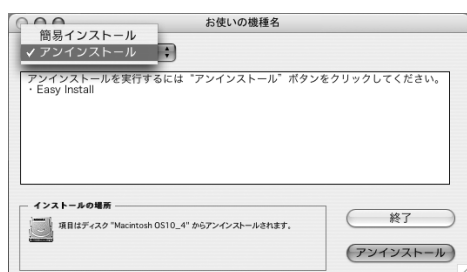 お使いの機種名
簡易インストール
✓ アンインストール
アンインストールを実行するには “アンインストール” ボタンをクリックしてください。
・Easy Install
インストールの場所
項目はディスク "Macintosh OS10_4" からアンインストールされます。
終了
アンインストール